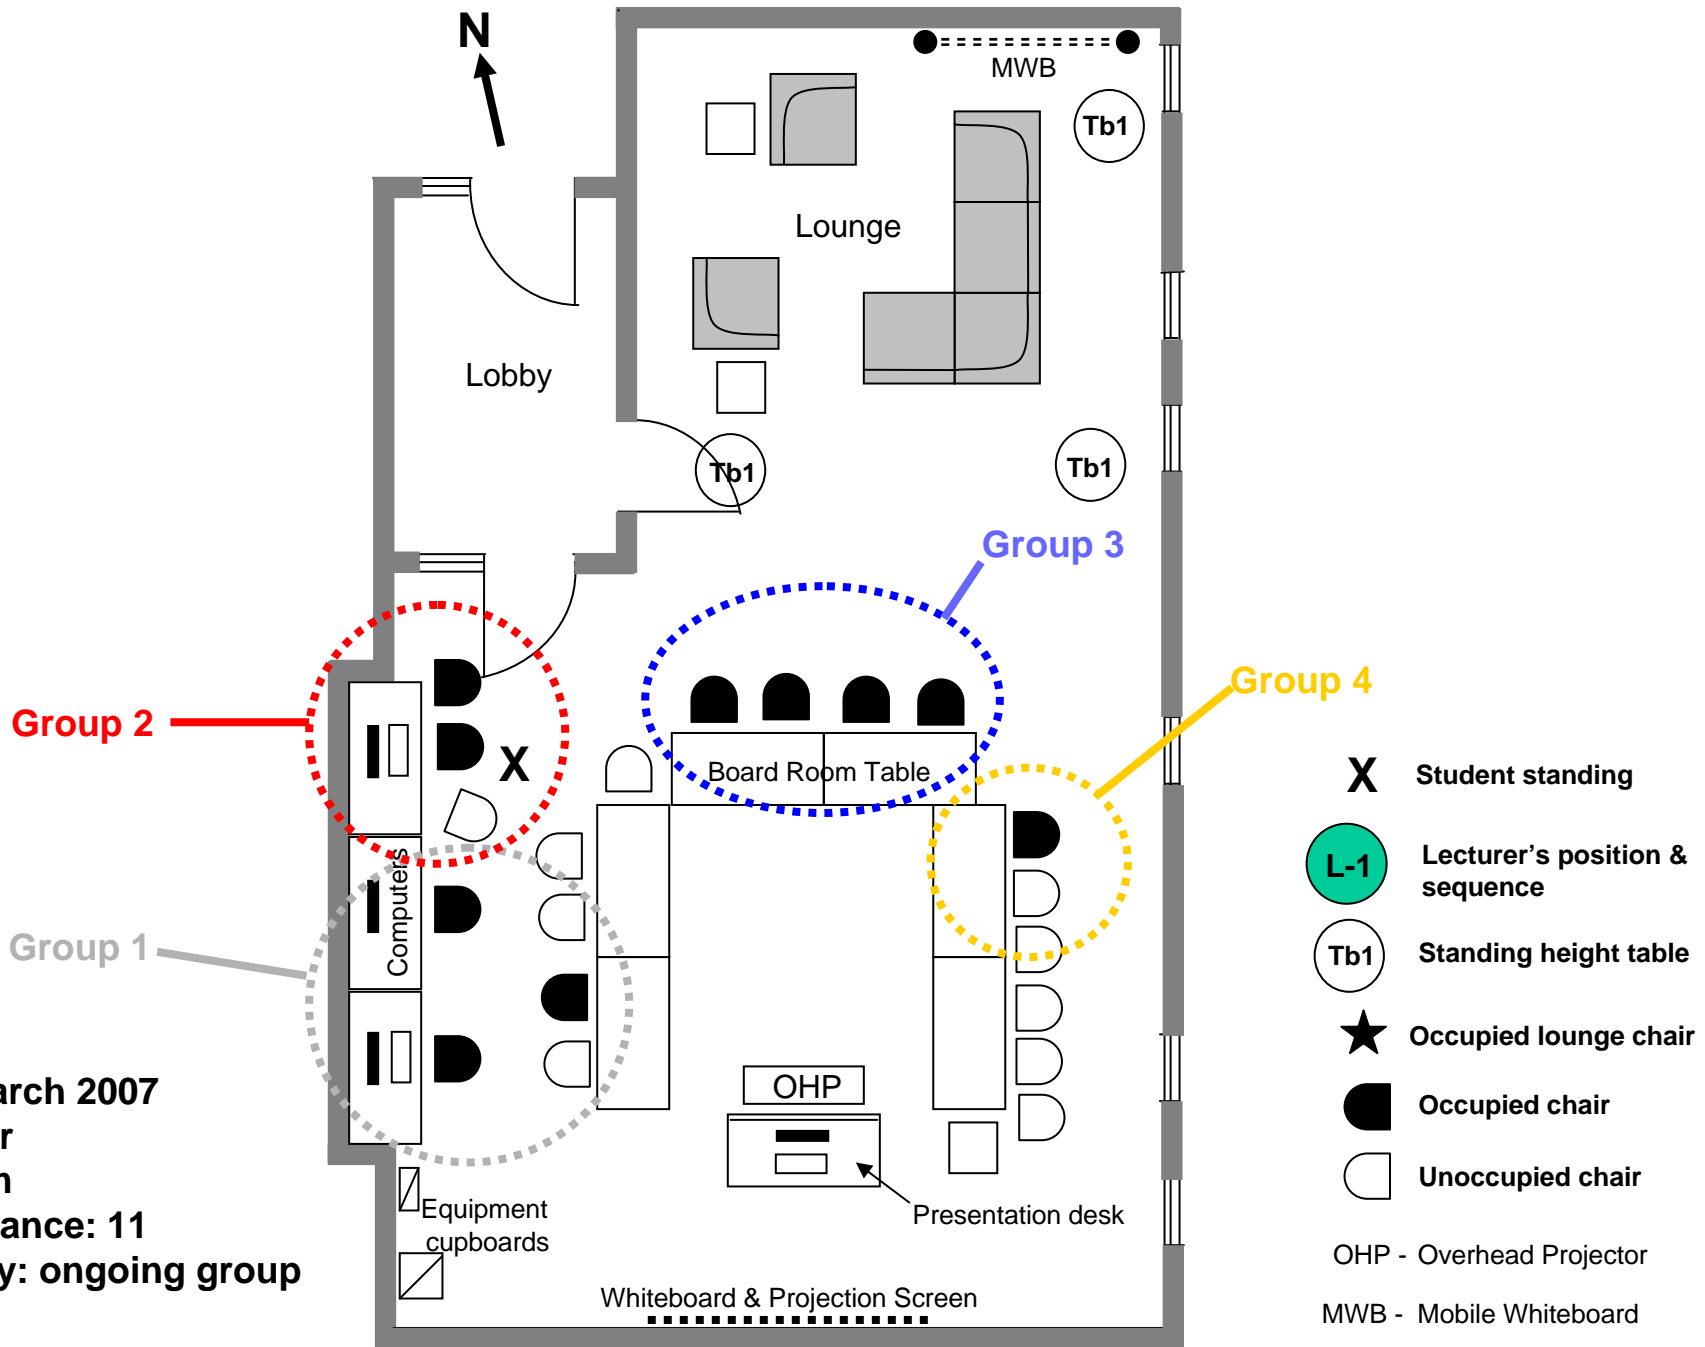 N
MWB
Tb1
Lounge
Lobby
Tb1
Tb1
Group 3
Group 4
Group 2
X
Board Room Table
Computers
Group 1
OHP
Presentation desk
Equipment
cupboards
Whiteboard & Projection Screen
arch 2007
r
ance: 11
y: ongoing group
X Student standing
L-1 Lecturer's position &
sequence
Tb1 Standing height table
Occupied lounge chair
Occupied chair
Unoccupied chair
OHP - Overhead Projector
MWB - Mobile Whiteboard